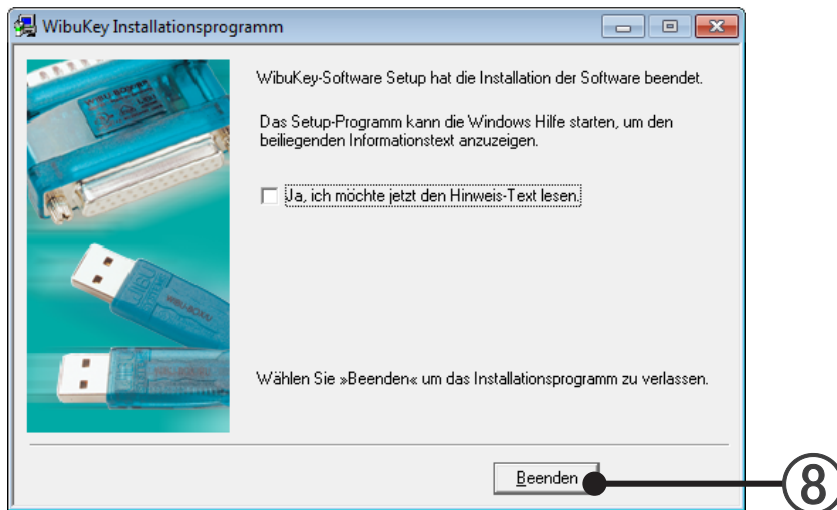 WibuKey Installationsprogramm
WibuKey-Software Setup hat die Installation der Software beendet.
Das Setup-Programm kann die Windows Hilfe starten, um den
beiliegenden Informationstext anzuzeigen.
Ja, ich möchte jetzt den Hinweis-Text lesen.
Wählen Sie »Beenden« um das Installationsprogramm zu verlassen.
Beenden
8